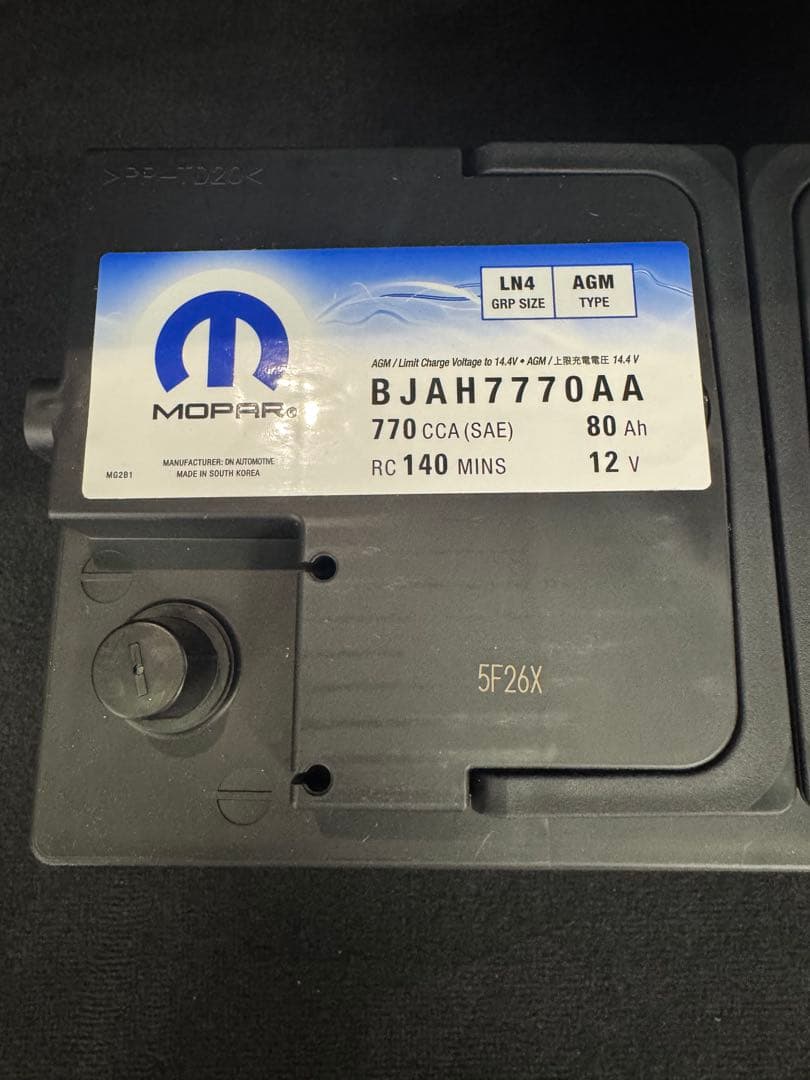 >PP-TD20<
LN4
GRP SIZE
AGM
TYPE
MOPAR®
AGM / Limit Charge Voltage to 14.4V • AGM / 上限充電電圧 14.4 V
BJAH7770AA
770 CCA (SAE) 80 Ah
RC 140 MINS 12 V
MG2B1
MANUFACTURER: DN AUTOMOTIVE
MADE IN SOUTH KOREA
5F26X